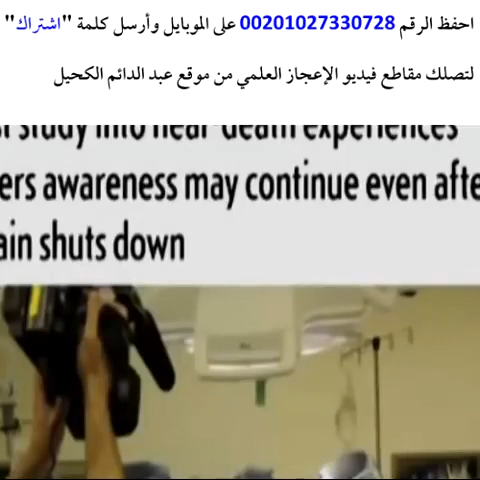 احفظ الرقم 00201027330728 على الموبايل وأرسل كلمة "اشتراك"
لتصلك مقاطع فيديو الإعجاز العلمي من موقع عبد الدائم الكحيل
study into near death experiences
ers awareness may continue even afte
ain shuts down